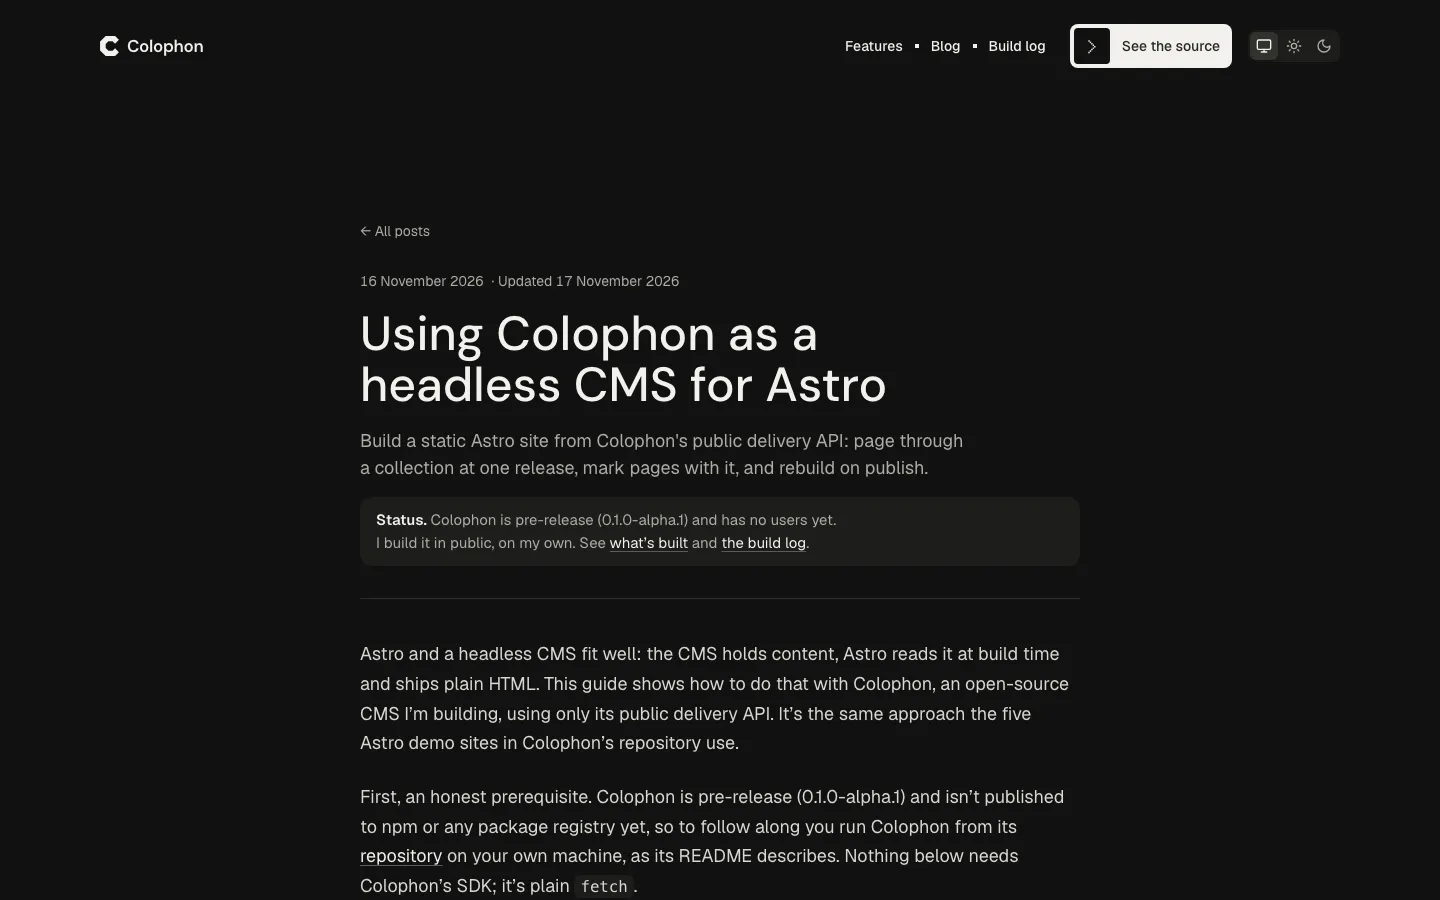 Colophon
Features
Blog
Build log
See the source
← All posts
16 November 2026 · Updated 17 November 2026
Using Colophon as a
headless CMS for Astro
Build a static Astro site from Colophon's public delivery API: page through
a collection at one release, mark pages with it, and rebuild on publish.
Status. Colophon is pre-release (0.1.0-alpha.1) and has no users yet.
I build it in public, on my own. See what’s built and the build log.
Astro and a headless CMS fit well: the CMS holds content, Astro reads it at build time
and ships plain HTML. This guide shows how to do that with Colophon, an open-source
CMS I’m building, using only its public delivery API. It’s the same approach the five
Astro demo sites in Colophon’s repository use.
First, an honest prerequisite. Colophon is pre-release (0.1.0-alpha.1) and isn’t published
to npm or any package registry yet, so to follow along you run Colophon from its
repository on your own machine, as its README describes. Nothing below needs
Colophon’s SDK; it’s plain fetch.